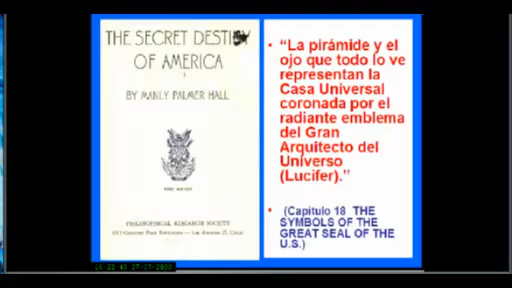 THE SECRET DESTINY
OF AMERICA
BY MANLY PALMER HALL
PHILOSOPHICAL RESEARCH SOCIETY
• “La pirámide y el
ojo que todo lo ve
representan la
Casa Universal
coronada por el
radiante emblema
del Gran
Arquitecto del
Universo
(Lucifer).”
• (Capitulo 18 THE
SYMBOLS OF THE
GREAT SEAL OF THE
U.S.)